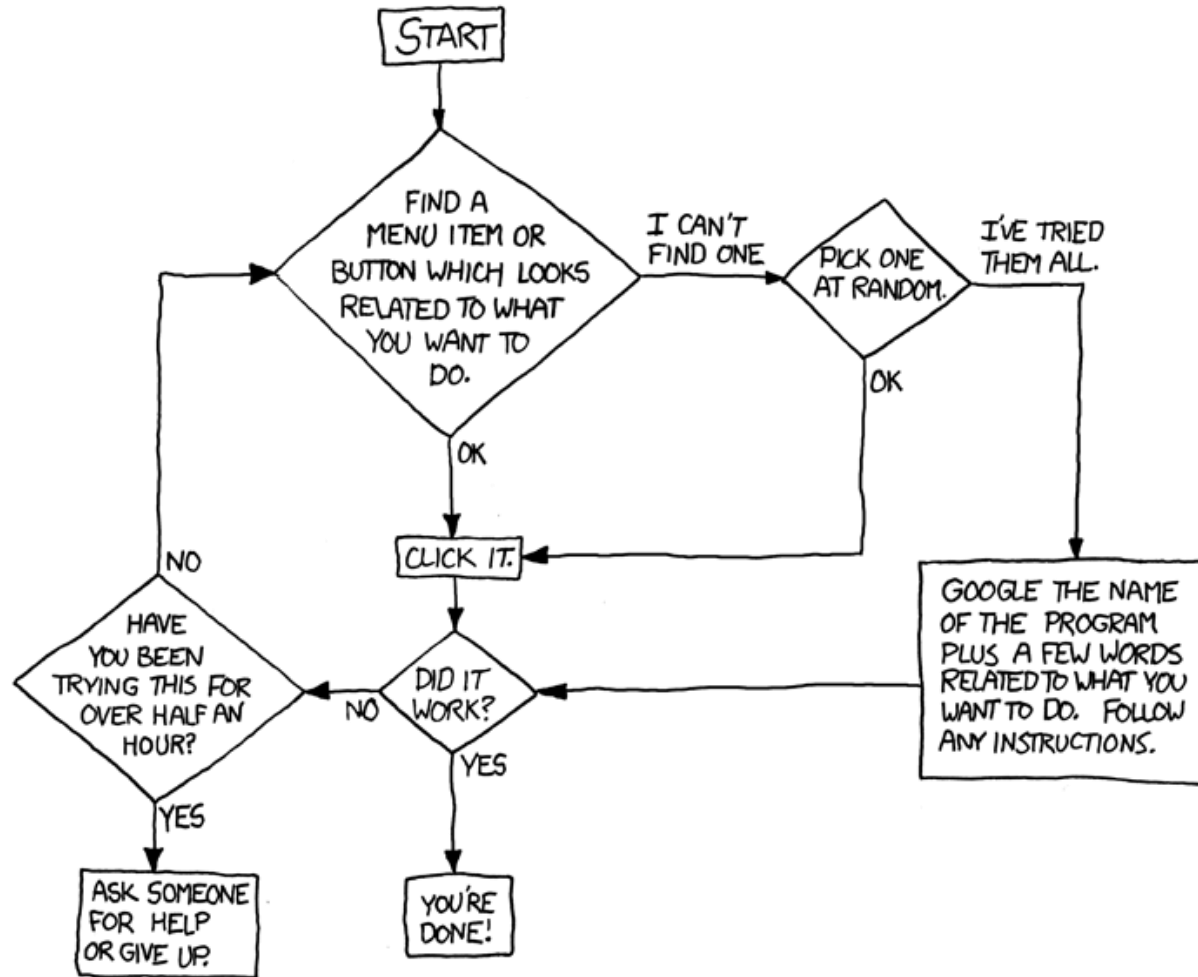 START
FIND A
MENU ITEM OR
BUTTON WHICH LOOKS
RELATED TO WHAT
YOU WANT TO
DO.
I CAN'T
FIND ONE
PICK ONE
AT RANDOM.
I'VE TRIED
THEM ALL.
OK
OK
CLICK IT.
NO
GOOGLE THE NAME
OF THE PROGRAM
PLUS A FEW WORDS
RELATED TO WHAT YOU
WANT TO DO. FOLLOW
ANY INSTRUCTIONS.
HAVE
YOU BEEN
TRYING THIS FOR
OVER HALF AN
HOUR?
NO
DID IT
WORK?
YES
YES
ASK SOMEONE
FOR HELP
OR GIVE UP.
YOU'RE
DONE!